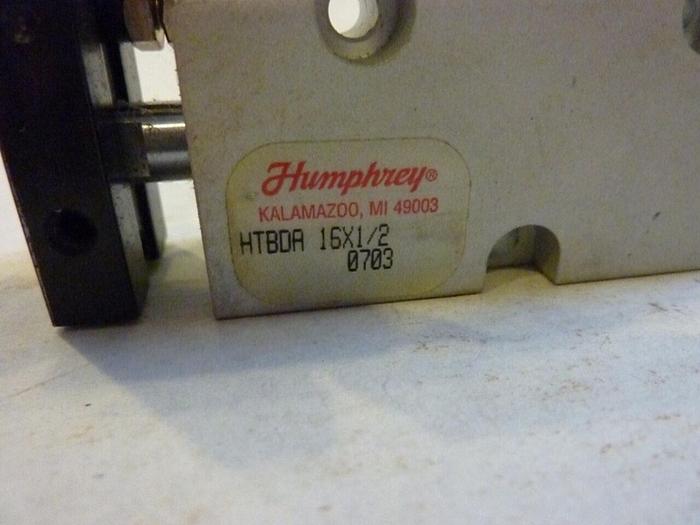 Humphrey®
KALAMAZOO, MI 49003
HTBDA 16X1/2
0703